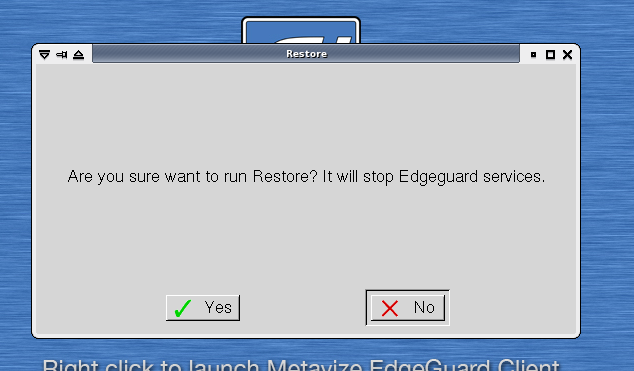 Restore
Are you sure want to run Restore? It will stop Edgeguard services.
Yes
No
Right click to launch Metavize EdgeGuard Client